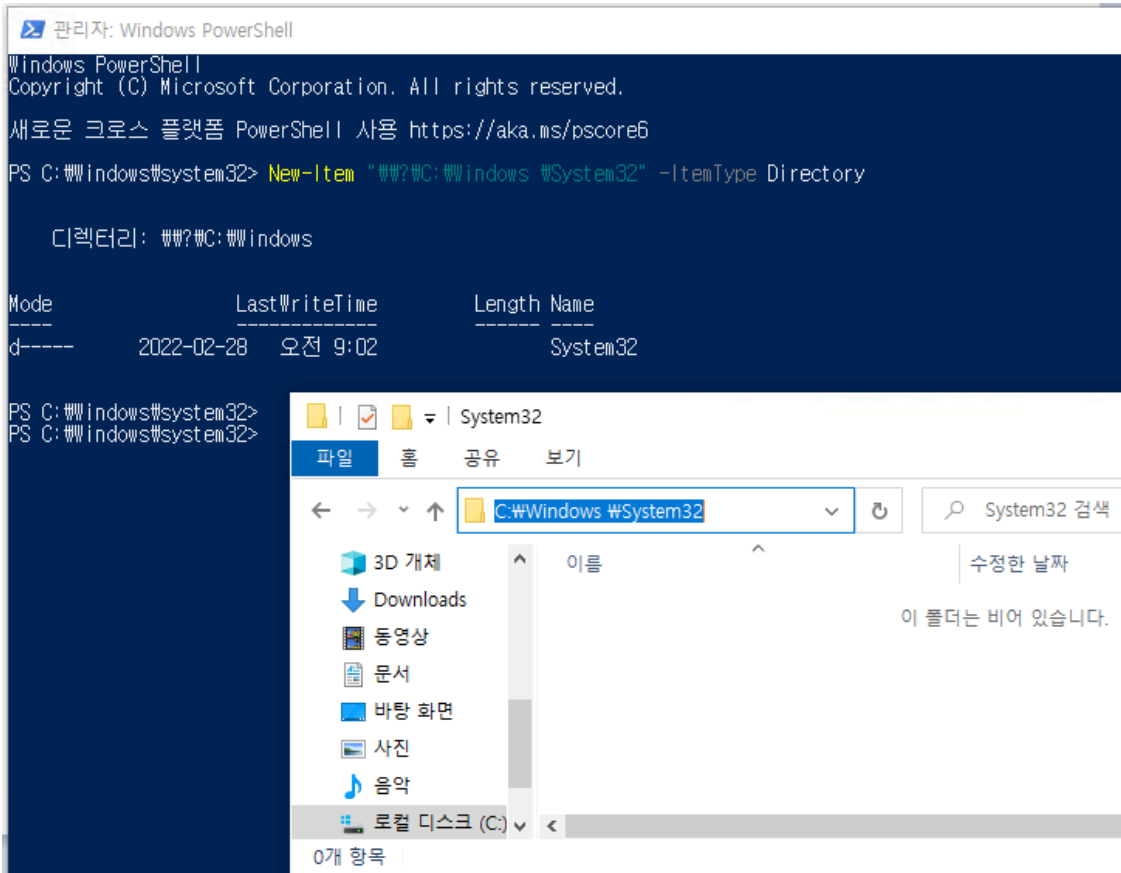 관리자: Windows PowerShell
Windows PowerShell
Copyright (C) Microsoft Corporation. All rights reserved.
새로운 크로스 플랫폼 PowerShell 사용 https://aka.ms/pscore6
PS C:₩Windows₩system32> New-Item "₩₩?₩C:₩Windows ₩System32" -ItemType Directory
디렉터리: ₩₩?₩C:₩Windows
Mode LastWriteTime Length Name
---- ------------- ------ ----
d----- 2022-02-28 오전 9:02 System32
PS C:₩Windows₩system32>
PS C:₩Windows₩system32>
System32
파일 홈 공유 보기
C:₩Windows ₩System32 System32 검색
이름 수정한 날짜
3D 개체
Downloads
이 폴더는 비어 있습니다.
동영상
문서
바탕 화면
사진
음악
로컬 디스크 (C:)
0개 항목